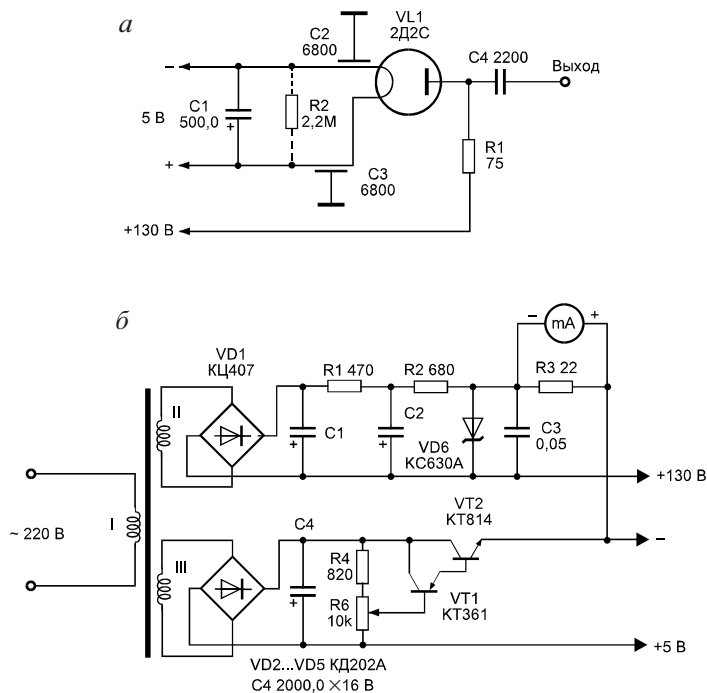 а
C2
6800
VL1
2Д2С
C4 2200
Выход
–
C1
500,0
+
R2
2,2М
5 В
R1
75
+
C3
6800
+130 В
б
– mA +
VD1
КЦ407
R1 470
R2 680
R3 22
II
C1
+
C2
+
VD6
КС630А
C3
0,05
+130 В
I
~ 220 В
III
C4
+
R4
820
R6
10k
VT2
КТ814
VT1
КТ361
–
+5 В
VD2...VD5 КД202А
C4 2000,0 ×16 В